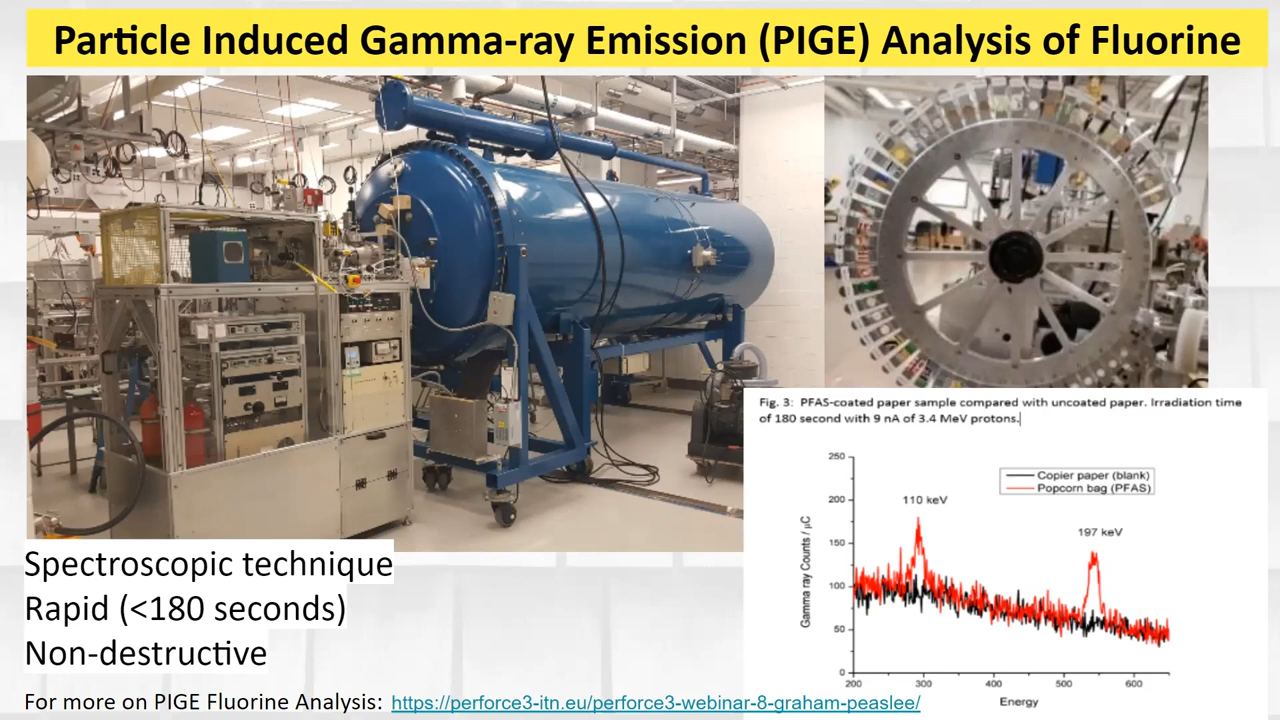 Particle Induced Gamma-ray Emission (PIGE) Analysis of Fluorine
Fig. 3: PFAS-coated paper sample compared with uncoated paper. Irradiation time
of 180 second with 9 nA of 3.4 MeV protons.
250
200
150
100
50
0
Gamma ray Counts / µC
110 keV
197 keV
Copier paper (blank)
Popcorn bag (PFAS)
200
300
400
500
600
Energy
Spectroscopic technique
Rapid (<180 seconds)
Non-destructive
For more on PIGE Fluorine Analysis: https://perforce3-itn.eu/perforce3-webinar-8-graham-peaslee/